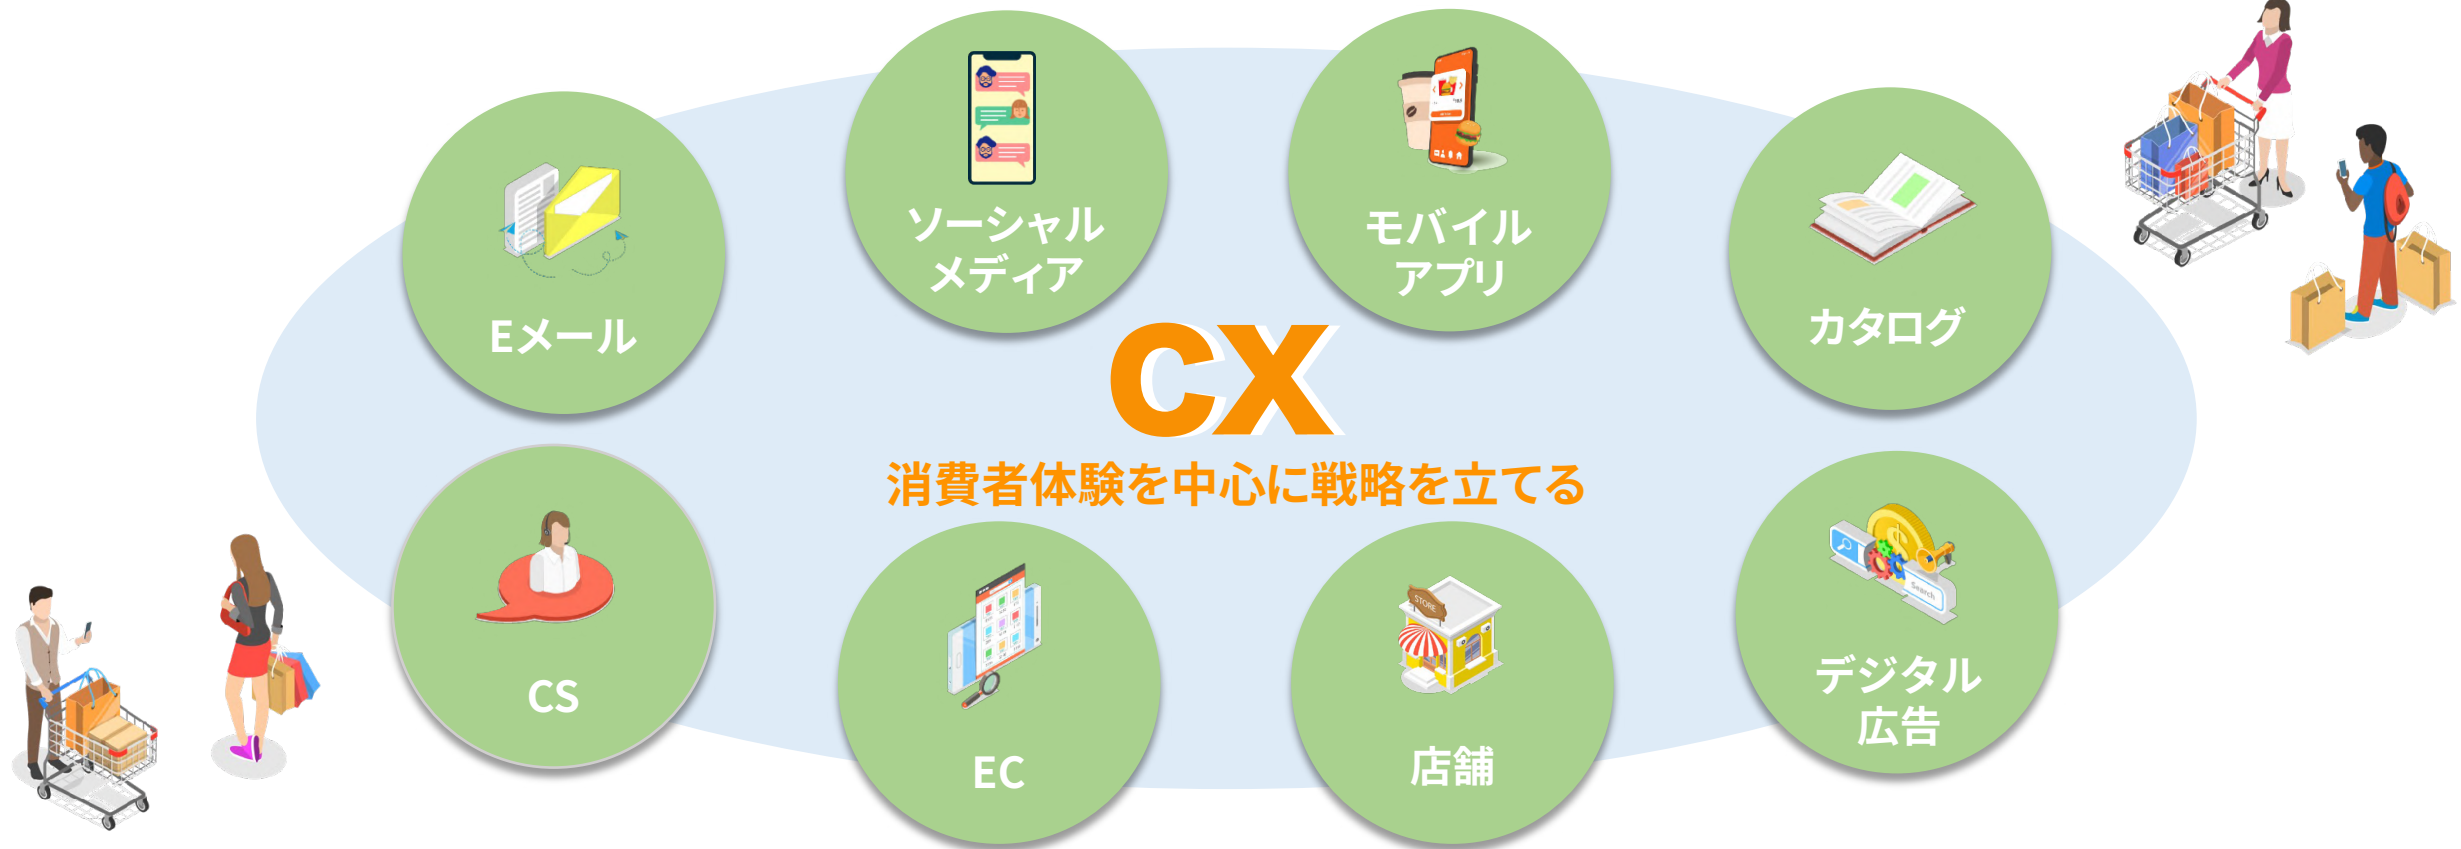 ソーシャル
メディア
モバイル
アプリ
Eメール
カタログ
CX
消費者体験を中心に戦略を立てる
CS
EC
STORE
店舗
Search
デジタル
広告